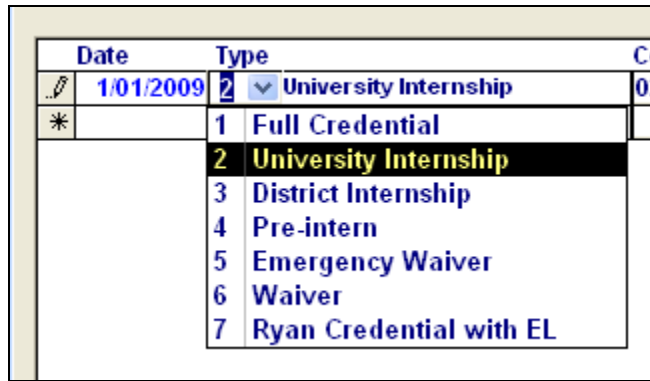 Date Type C
1/01/2009 2 University Internship 0
1 Full Credential
2 University Internship
3 District Internship
4 Pre-intern
5 Emergency Waiver
6 Waiver
7 Ryan Credential with EL